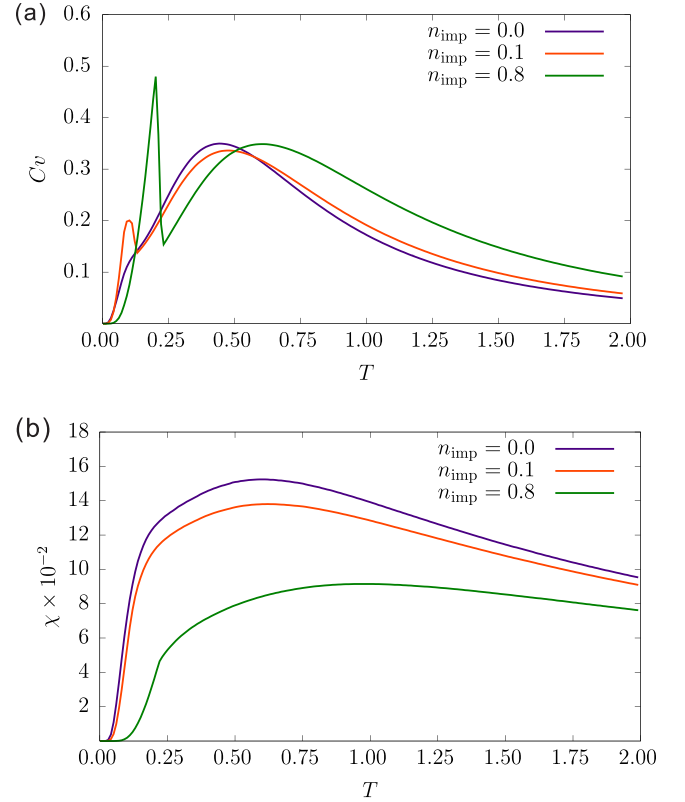 (a)
0.6
0.5
0.4
0.3
0.2
0.1
Cv
n_imp = 0.0
n_imp = 0.1
n_imp = 0.8
0.00 0.25 0.50 0.75 1.00 1.25 1.50 1.75 2.00
T
(b)
18
16
14
12
10
8
6
4
2
χ × 10⁻²
n_imp = 0.0
n_imp = 0.1
n_imp = 0.8
0.00 0.25 0.50 0.75 1.00 1.25 1.50 1.75 2.00
T